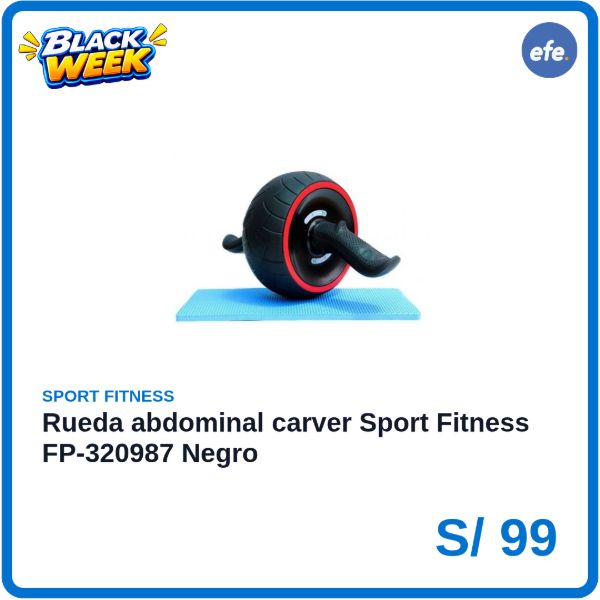 BLACK
WEEK
efe.
SPORT FITNESS
Rueda abdominal carver Sport Fitness
FP-320987 Negro
S/ 99